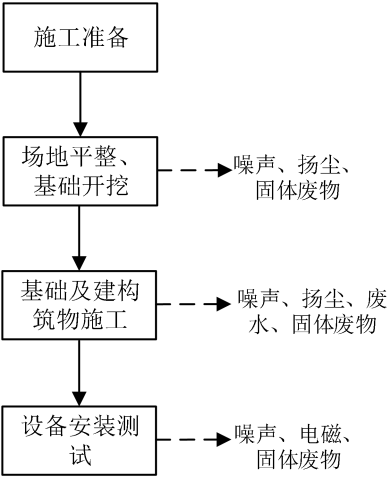 施工准备
场地平整、
基础开挖
噪声、扬尘、
固体废物
基础及建构
筑物施工
噪声、扬尘、废
水、固体废物
设备安装测
试
噪声、电磁、
固体废物